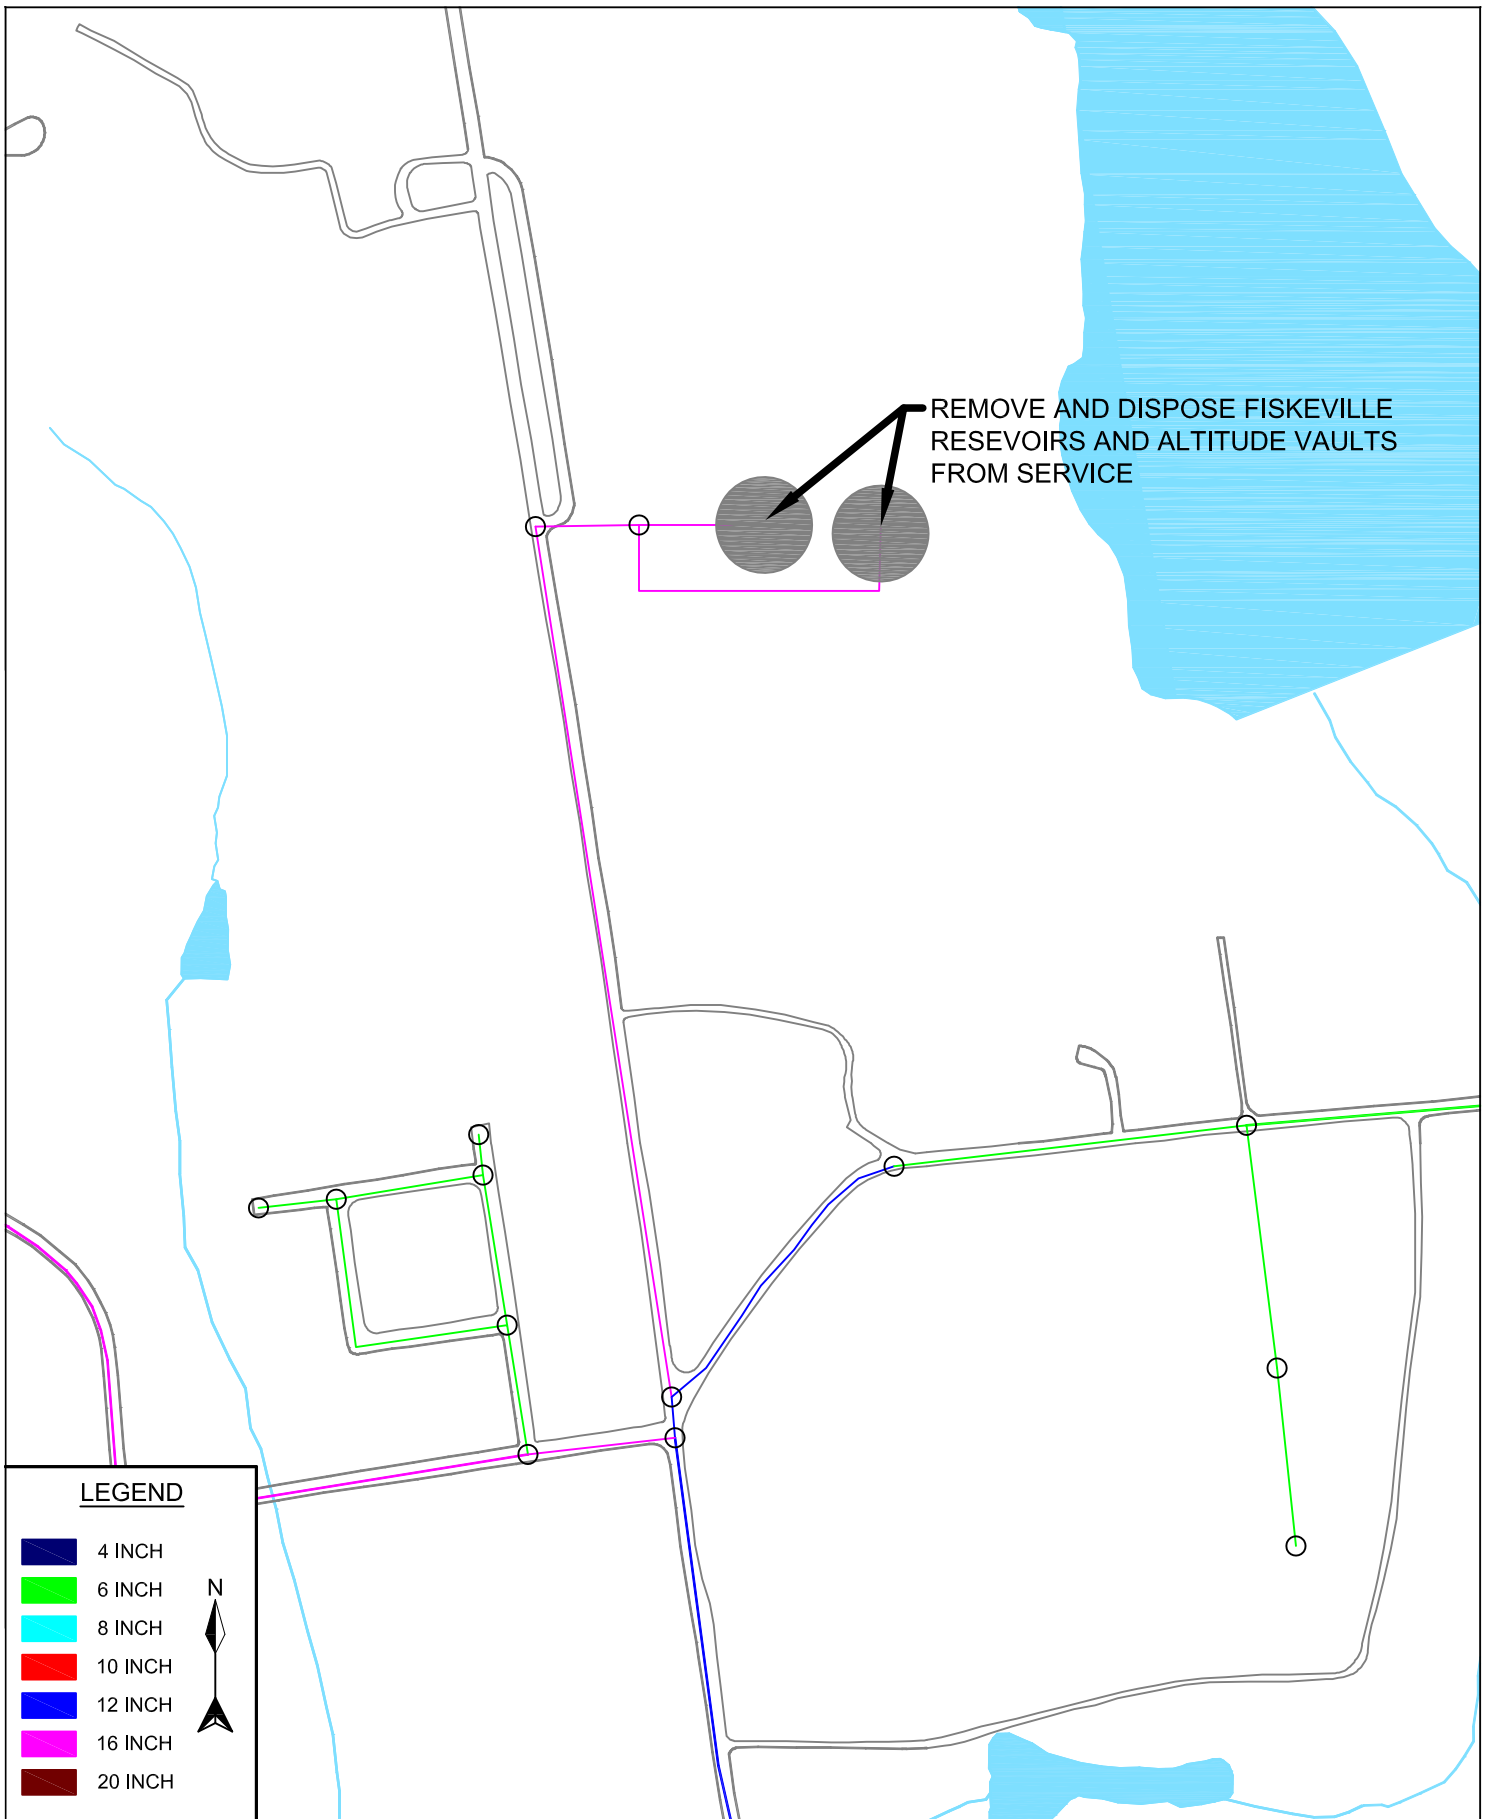 REMOVE AND DISPOSE FISKEVILLE
RESEVOIRS AND ALTITUDE VAULTS
FROM SERVICE
LEGEND
4 INCH
6 INCH
8 INCH
10 INCH
12 INCH
16 INCH
20 INCH
N